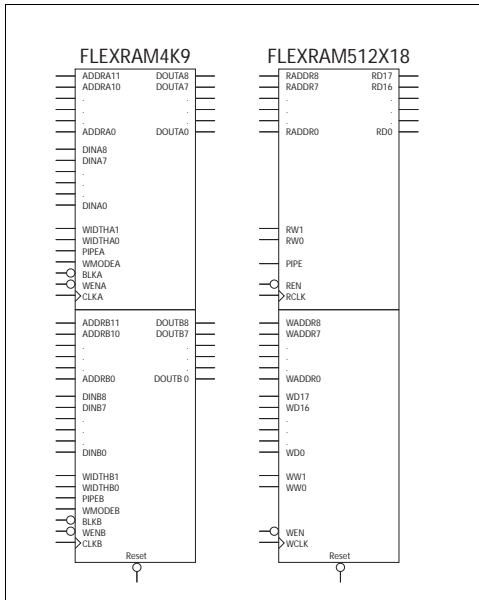 FLEXRAM4K9
ADDRA11 DOUTA8
ADDRA10 DOUTA7
. .
. .
. .
ADDRA0 DOUTA0
DINA8
DINA7
.
.
.
DINA0
WIDTHA1
WIDTHA0
PIPEA
WMODEA
BLKA
WENA
CLKA
ADDRB11 DOUTB8
ADDRB10 DOUTB7
. .
. .
. .
ADDRB0 DOUTB 0
DINB8
DINB7
.
.
.
DINB0
WIDTHB1
WIDTHB0
PIPEB
WMODEB
BLKB
WENB
CLKB
Reset
FLEXRAM512X18
RADDR8 RD17
RADDR7 RD16
. .
. .
. .
RADDR0 RD0
RW1
RW0
PIPE
REN
RCLK
WADDR8
WADDR7
.
.
.
WADDR0
WD17
WD16
.
.
.
WD0
WW1
WW0
WEN
WCLK
Reset